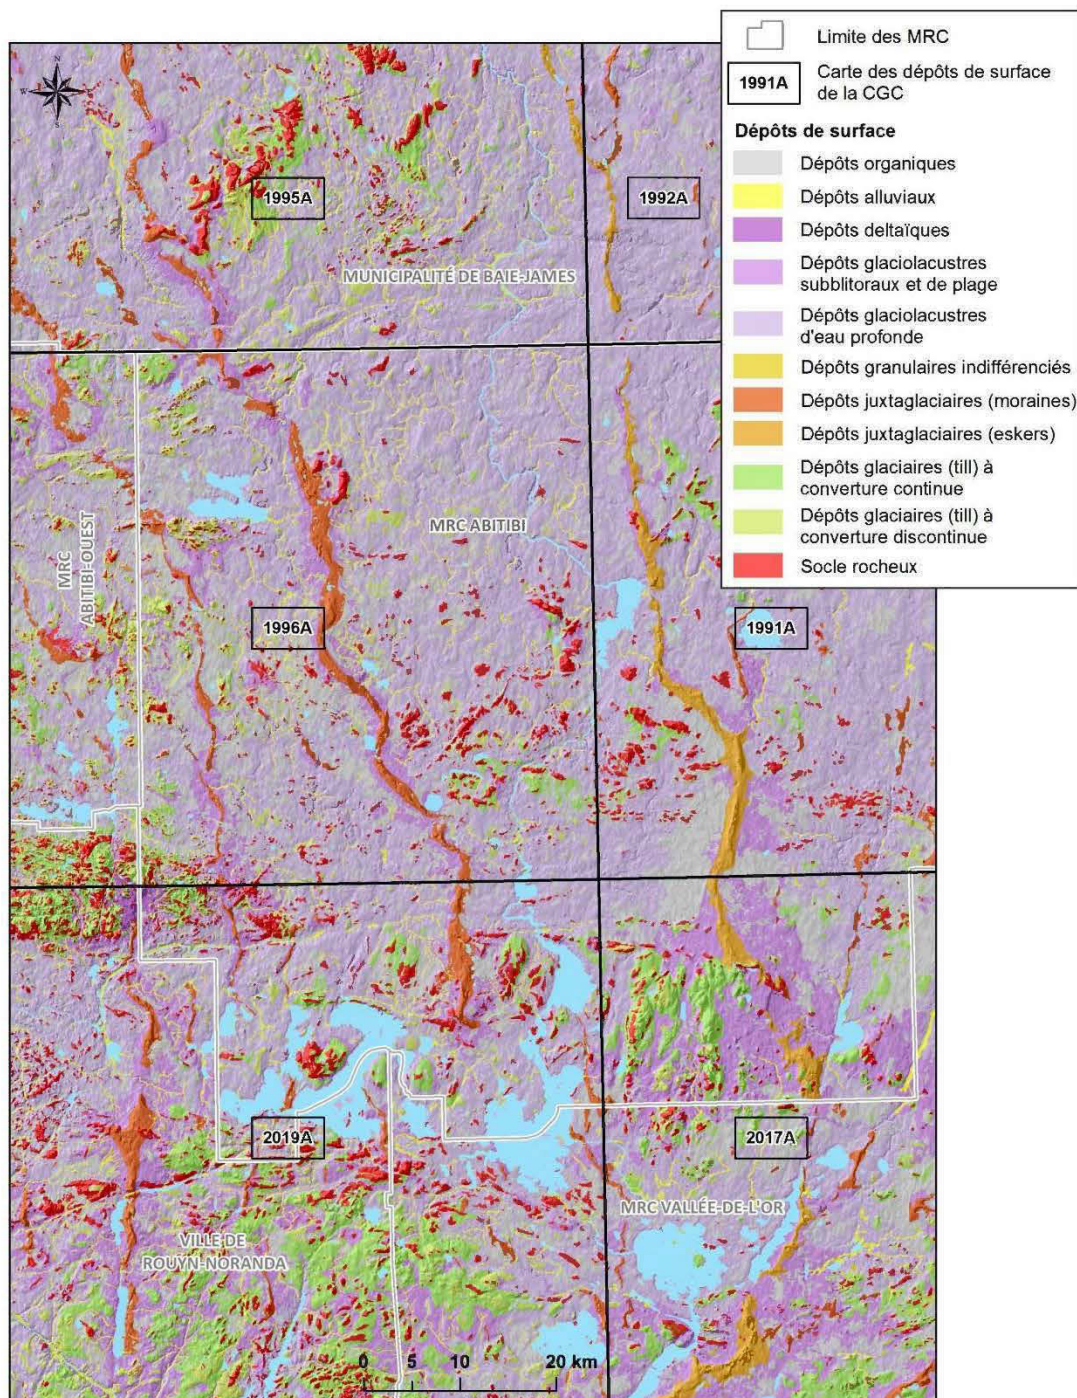 Limite des MRC
1991A
Carte des dépôts de surface
de la CGC
Dépôts de surface
Dépôts organiques
Dépôts alluviaux
Dépôts deltaïques
Dépôts glaciolacustres
subblitoraux et de plage
Dépôts glaciolacustres
d'eau profonde
Dépôts granulaires indifférenciés
Dépôts juxtaglaciaires (moraines)
Dépôts juxtaglaciaires (eskers)
Dépôts glaciaires (till) à
converture continue
Dépôts glaciaires (till) à
converture discontinue
Socle rocheux
N
W
E
S
1995A
1992A
MUNICIPALITÉ DE BAIE-JAMES
MRC ABITIBI
MRC
ABITIBI-OUEST
1996A
1991A
2019A
2017A
MRC VALLÉE-DE-L'OR
VILLE DE
ROUYN-NORANDA
0 5 10 20 km